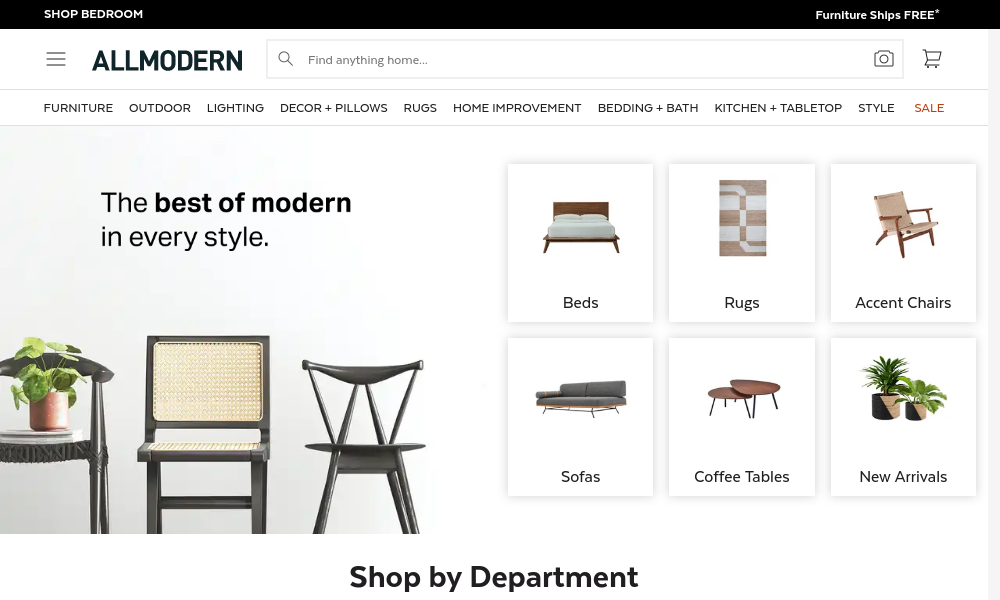 SHOP BEDROOM
Furniture Ships FREE*
ALLMODERN
Find anything home...
FURNITURE OUTDOOR LIGHTING DECOR + PILLOWS RUGS HOME IMPROVEMENT BEDDING + BATH KITCHEN + TABLETOP STYLE SALE
The best of modern
in every style.
Beds
Rugs
Accent Chairs
Sofas
Coffee Tables
New Arrivals
Shop by Department